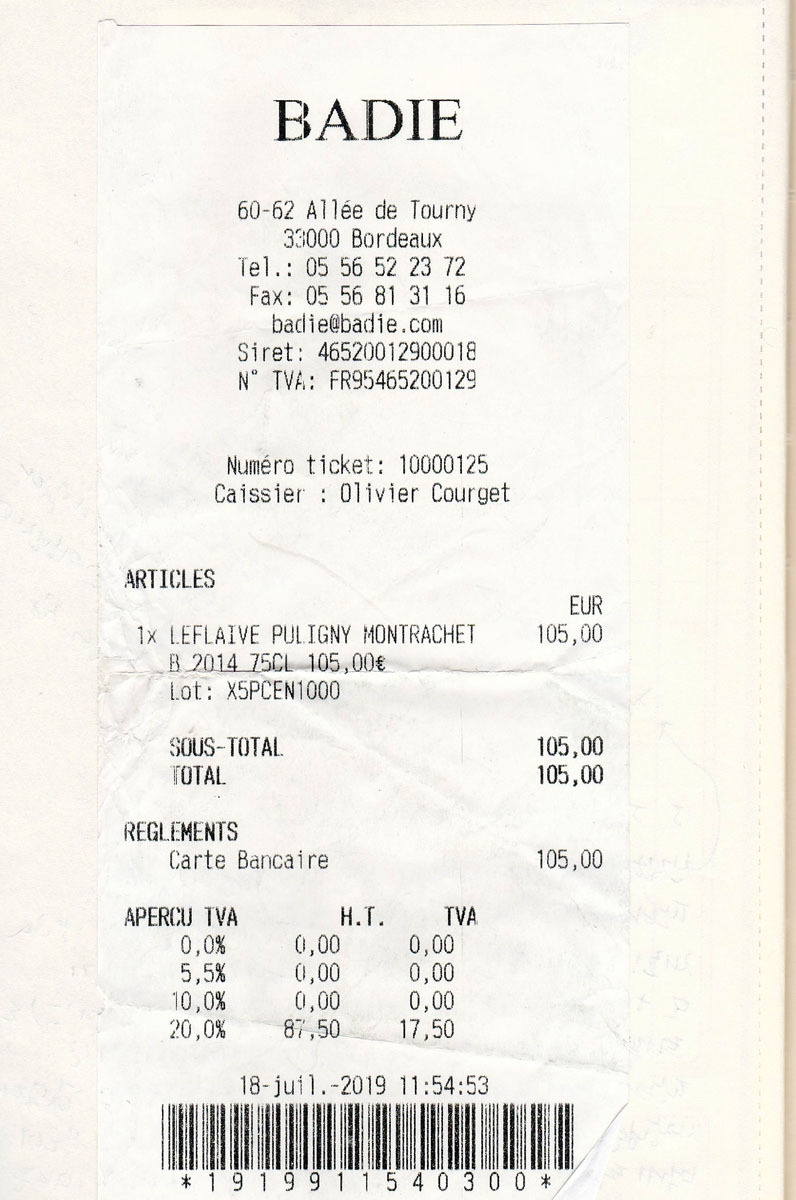 BADIE
60-62 Allée de Tourny
33000 Bordeaux
Tel.: 05 56 52 23 72
Fax: 05 56 81 31 16
badie@badie.com
Siret: 46520012900018
N° TVA: FR95465200129
Numéro ticket: 10000125
Caissier : Olivier Courget
ARTICLES
EUR
1x LEFLAIVE PULIGNY MONTRACHET 105,00
B 2014 75CL 105,00€
Lot: X5PCEN1000
SOUS-TOTAL 105,00
TOTAL 105,00
REGLEMENTS
Carte Bancaire 105,00
APERCU TVA H.T. TVA
0,0% 0,00 0,00
5,5% 0,00 0,00
10,0% 0,00 0,00
20,0% 87,50 17,50
18-juil.-2019 11:54:53
*1919911540300*